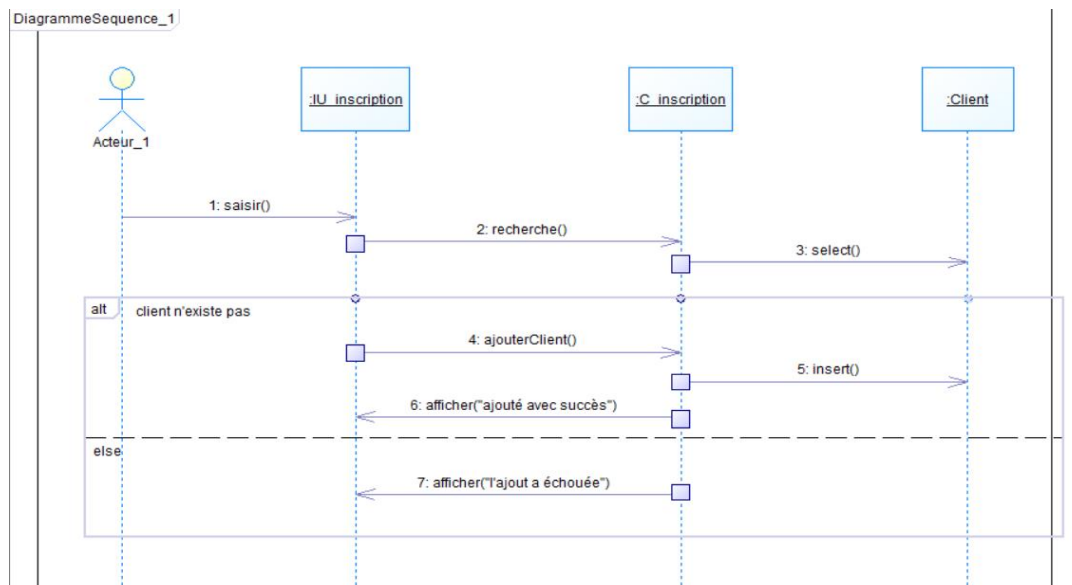 DiagrammeSequence_1
:IU_inscription
:C_inscription
:Client
Acteur_1
1: saisir()
2: recherche()
3: select()
alt
client n'existe pas
4: ajouterClient()
5: insert()
6: afficher("ajouté avec succès")
else
7: afficher("l'ajout a échouée")